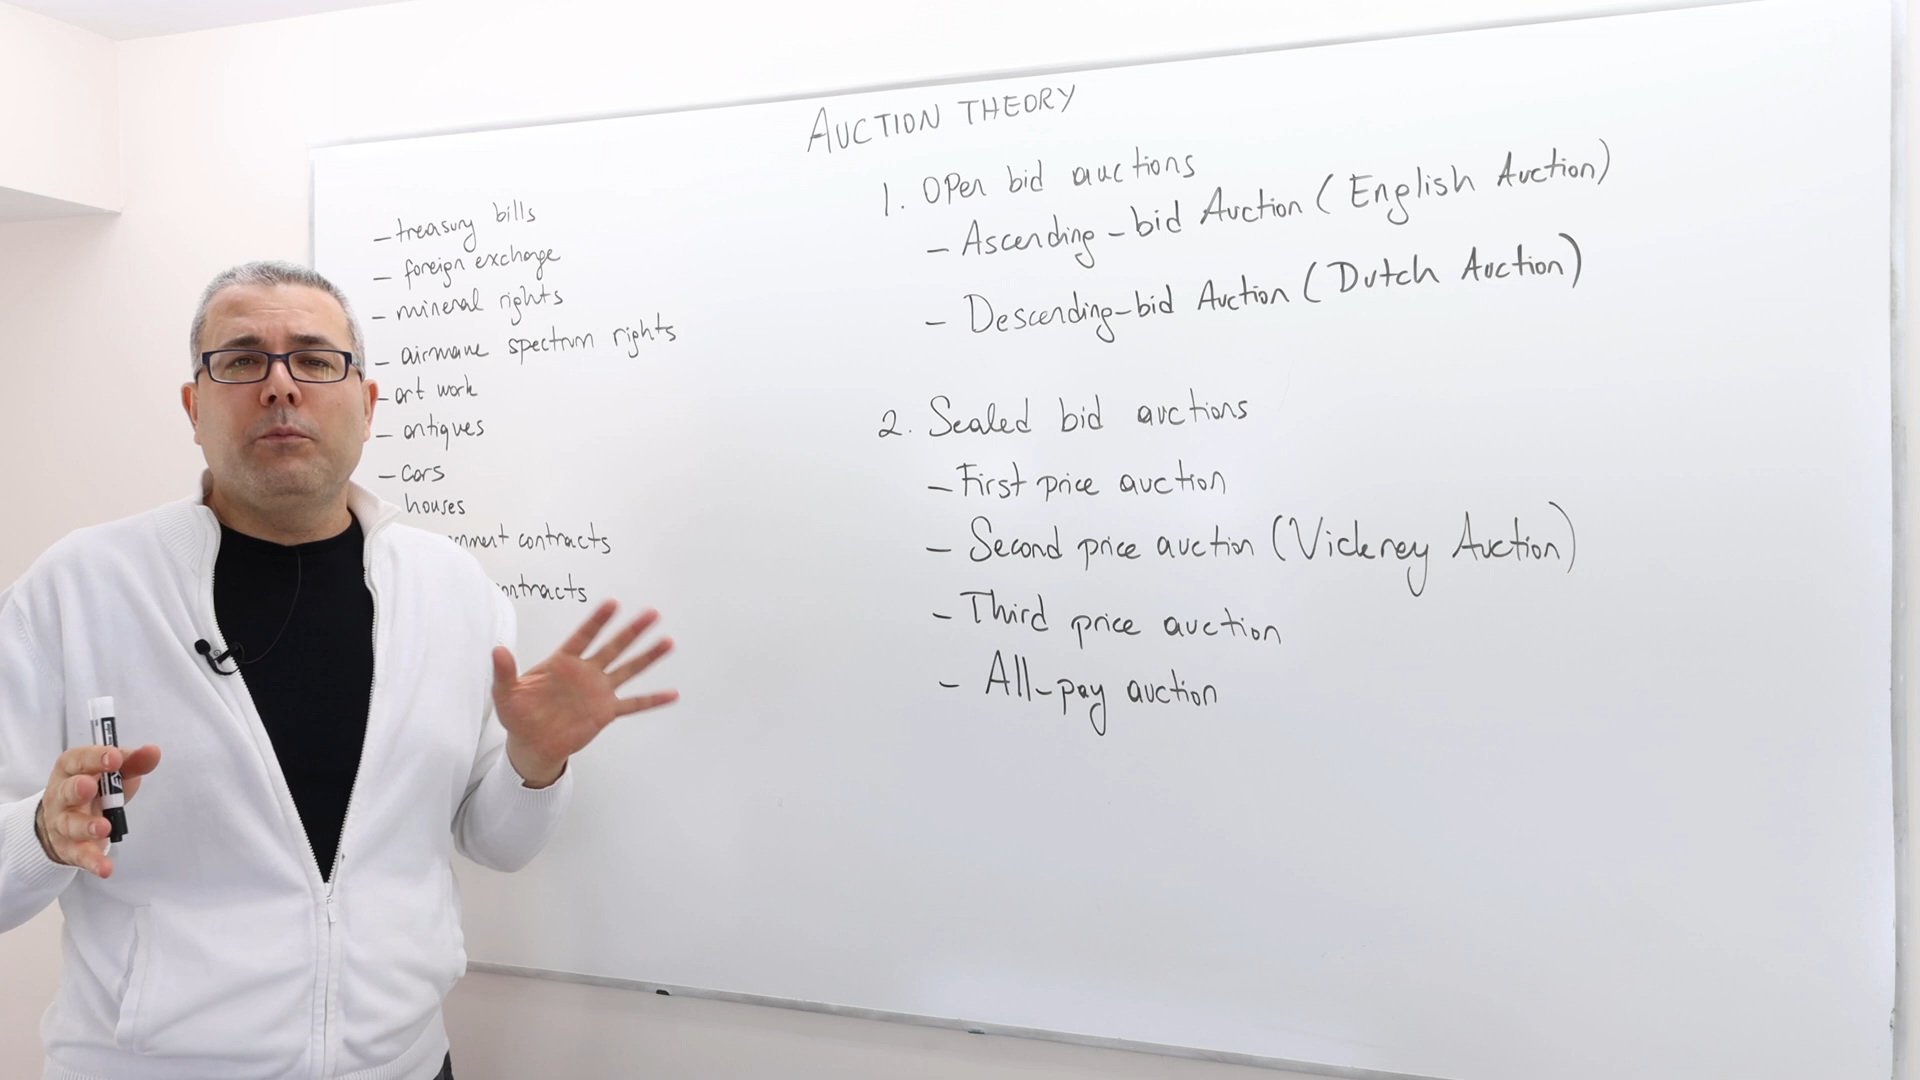 AUCTION THEORY
- treasury bills
- foreign exchange
- mineral rights
- airwave spectrum rights
- art work
- antiques
- cars
houses
contracts
1. Open bid auctions
- Ascending-bid Auction (English Auction)
- Descending-bid Auction (Dutch Auction)
2. Sealed bid auctions
- First price auction
- Second price auction (Vickrey Auction)
- Third price auction
- All-pay auction